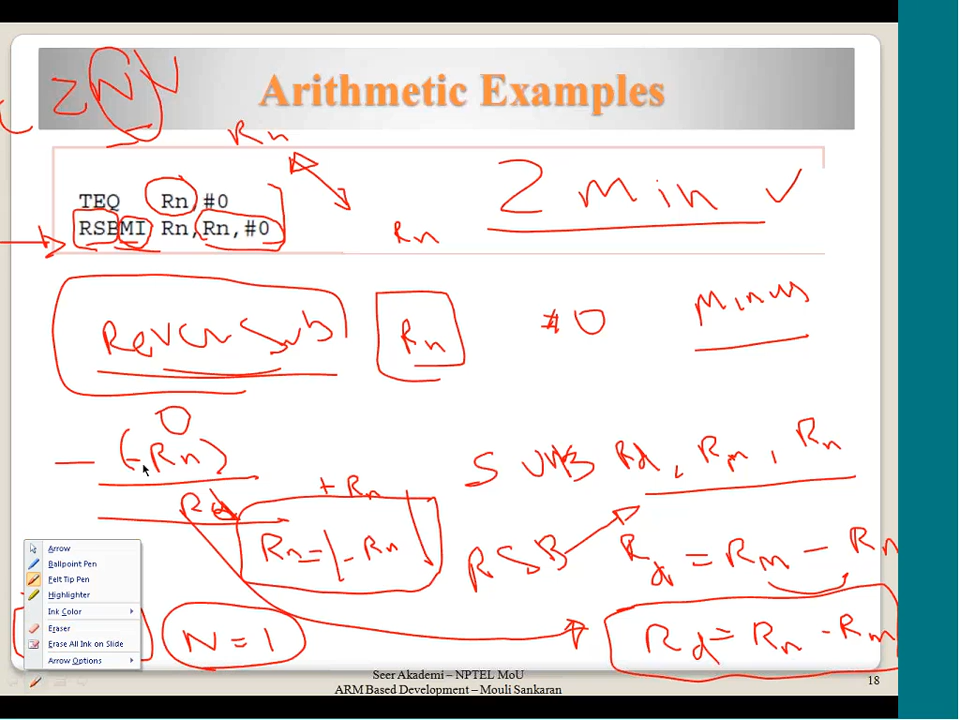 Arithmetic Examples
Z N V
Rn
TEQ Rn,#0
RSBMI Rn,Rn,#0
2 min ✓
Rn
Reverse Sub
Rn
#0
Minus
0
- (-Rn)
Rd
+ Rn
Rn = |-Rn|
SUB Rd, Rm, Rn
RSB
Rd = Rm - Rn
N = 1
Rd = Rn - Rm
Arrow
Ballpoint Pen
Felt Tip Pen
Highlighter
Ink Color
Eraser
Erase All Ink on Slide
Arrow Options
Seer Akademi – NPTEL MoU
ARM Based Development – Mouli Sankaran
18